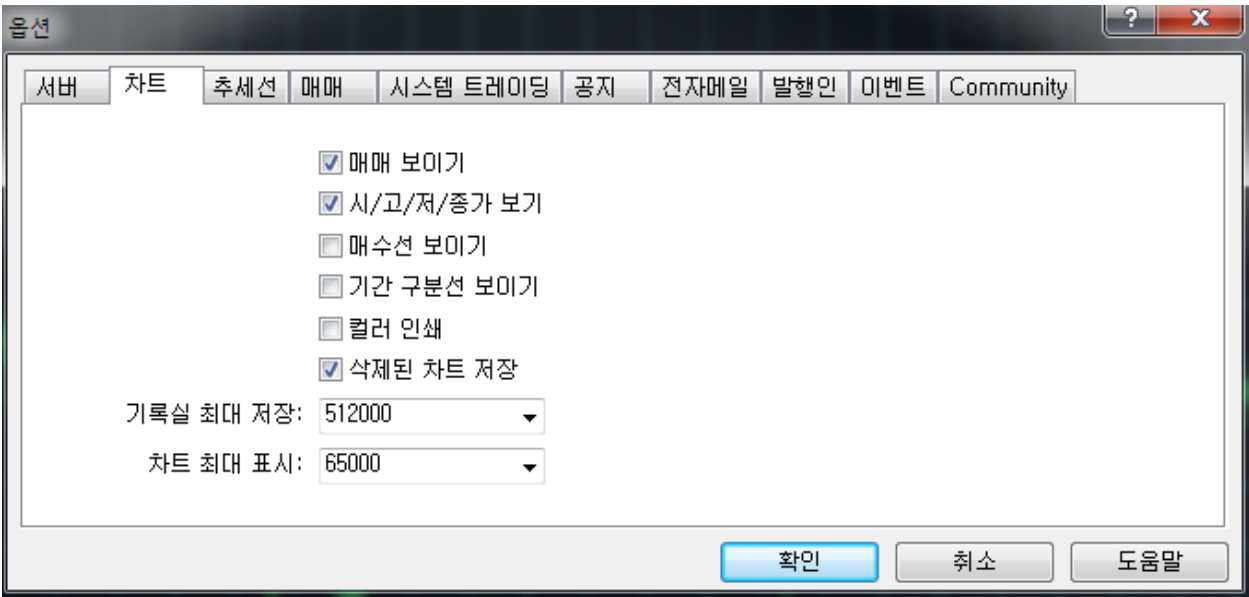 옵션
서버 차트 추세선 매매 시스템 트레이딩 공지 전자메일 발행인 이벤트 Community
매매 보이기
시/고/저/종가 보기
매수선 보이기
기간 구분선 보이기
컬러 인쇄
삭제된 차트 저장
기록실 최대 저장: 512000
차트 최대 표시: 65000
확인 취소 도움말